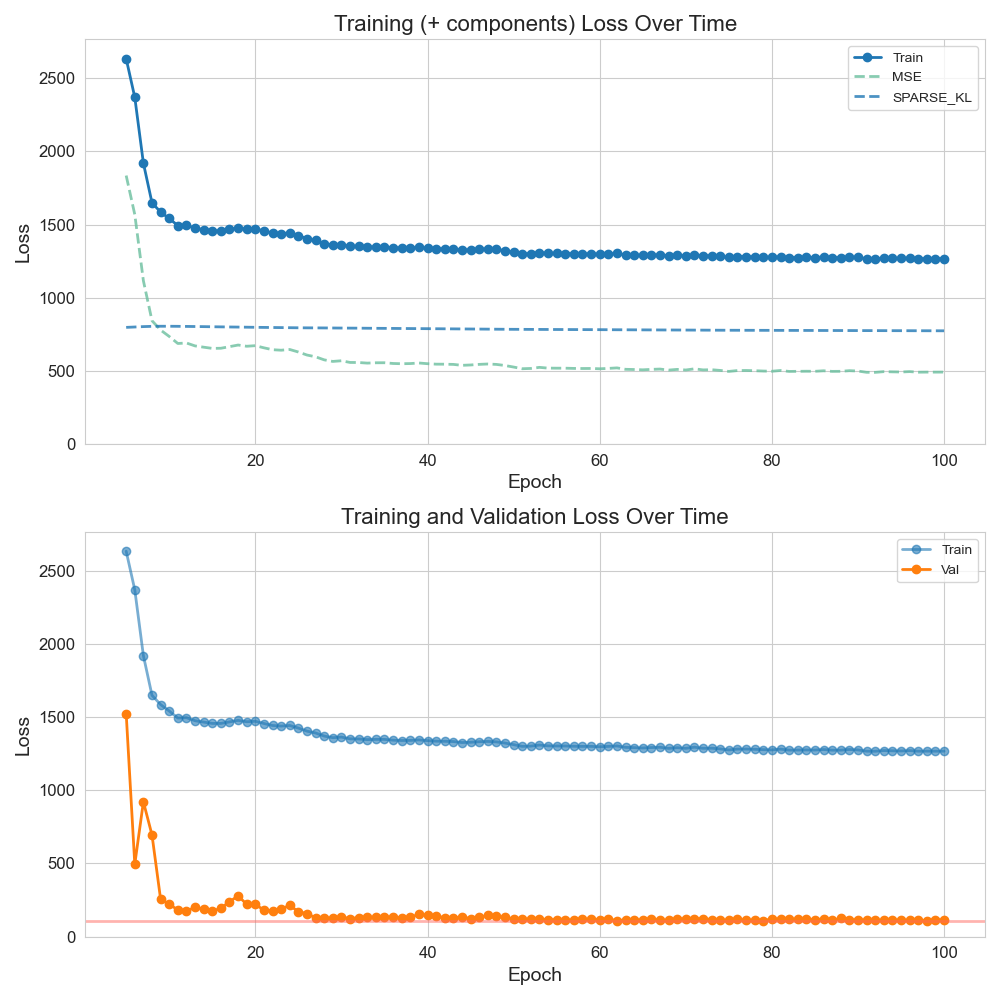 Training (+ components) Loss Over Time
Train
MSE
SPARSE_KL
2500
2000
1500
1000
500
0
Loss
20 40 60 80 100
Epoch
Training and Validation Loss Over Time
Train
Val
2500
2000
1500
1000
500
0
Loss
20 40 60 80 100
Epoch